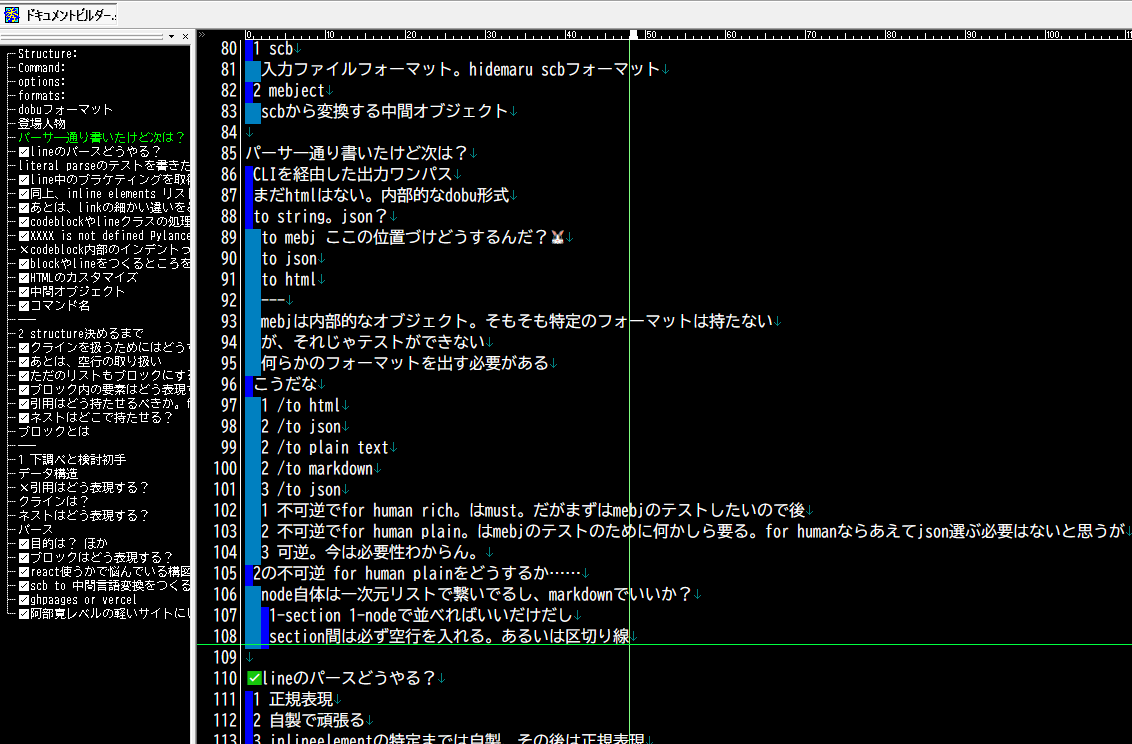 ドキュメントビルダー.
0 10 20 30 40 50 60 70 80 90 100
Structure:
Command:
options:
formats:
dobuフォーマット
登場人物
パーサ一通り書いたけど次は？
✅lineのパースどうやる？
literal parseのテストを書きた
✅line中のブラケティングを取得
✅同上、inline elements リス
✅あとは、linkの細かい違いを
✅codeblockやlineクラスの処理
✅XXXX is not defined Pylance
×codeblock内部のインデントっ
✅blockやlineをつくるところを
✅HTMLのカスタマイズ
✅中間オブジェクト
✅コマンド名
——
2 structure決めるまで
✅クラインを扱うためにはどう
✅あとは、空行の取り扱い
✅ただのリストもブロックにす
✅ブロック内の要素はどう表現
✅引用はどう持たせるべきか。
✅ネストはどこで持たせる？
ブロックとは
——
1 下調べと検討初手
データ構造
×引用はどう表現する？
クラインは？
ネストはどう表現する？
パース
✅目的は？ ほか
✅ブロックはどう表現する？
✅react使うかで悩んでいる構図
✅scb to 中間言語変換をつくる
✅ghpaages or vercel
✅阿部寛レベルの軽いサイトに
80 1 scb↓
81 入力ファイルフォーマット。hidemaru scbフォーマット↓
82 2 mebject↓
83 scbから変換する中間オブジェクト↓
84 ↓
85 パーサ一通り書いたけど次は？↓
86 CLIを経由した出力ワンパス↓
87 まだhtmlはない。内部的なdobu形式↓
88 to string。json？↓
89 to mebj ここの位置づけどうするんだ？🐰↓
90 to json↓
91 to html↓
92 ---↓
93 mebjは内部的なオブジェクト。そもそも特定のフォーマットは持たない↓
94 が、それじゃテストができない↓
95 何らかのフォーマットを出す必要がある↓
96 こうだな↓
97 1 /to html↓
98 2 /to json↓
99 2 /to plain text↓
100 2 /to markdown↓
101 3 /to json↓
102 1 不可逆でfor human rich。はmust。だがまずはmebjのテストしたいので後↓
103 2 不可逆でfor human plain。はmebjのテストのために何かしら要る。for humanならあえてjson選ぶ必要はないと思うが↓
104 3 可逆。今は必要性わからん。↓
105 2の不可逆 for human plainをどうするか……↓
106 node自体は一次元リストで繋いでるし、markdownでいいか？↓
107 1-section 1-nodeで並べればいいだけだし↓
108 section間は必ず空行を入れる。あるいは区切り線↓
109 ↓
110 ✅lineのパースどうやる？↓
111 1 正規表現↓
112 2 自製で頑張る↓
113 3 inlineelementの特定までは自製、その後は正規表現↓